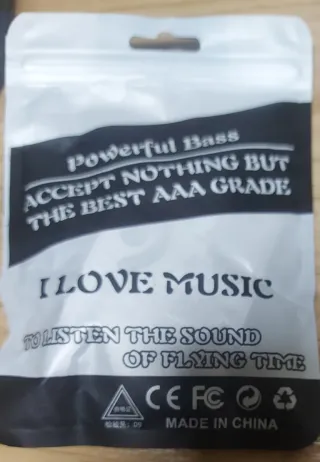 Powerful Bass
ACCEPT NOTHING BUT
THE BEST AAA GRADE
I LOVE MUSIC
TO LISTEN THE SOUND
OF FLYING TIME
CE FC
MADE IN CHINA